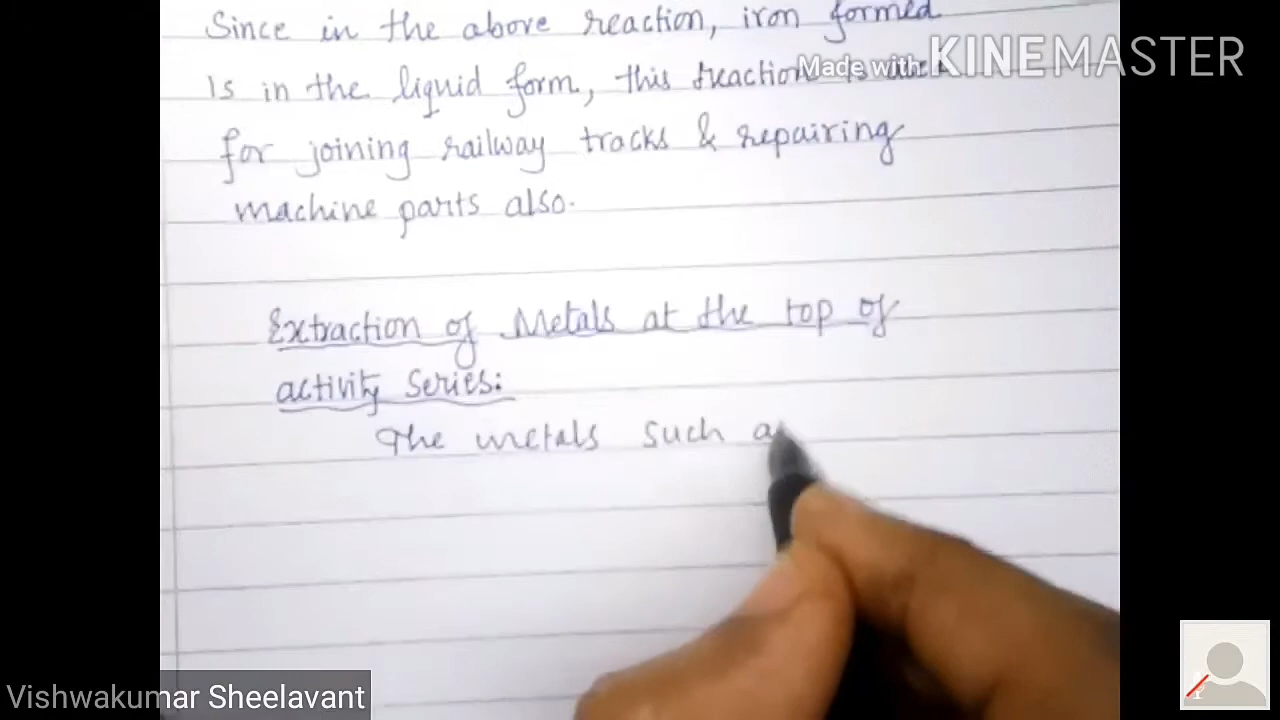 Since in the above reaction, iron formed
Made with KINEMASTER
Is in the liquid form, this reaction is
for joining railway tracks & repairing
machine parts also.
Extraction of Metals at the top of
activity series:
The metals such a
Vishwakumar Sheelavant